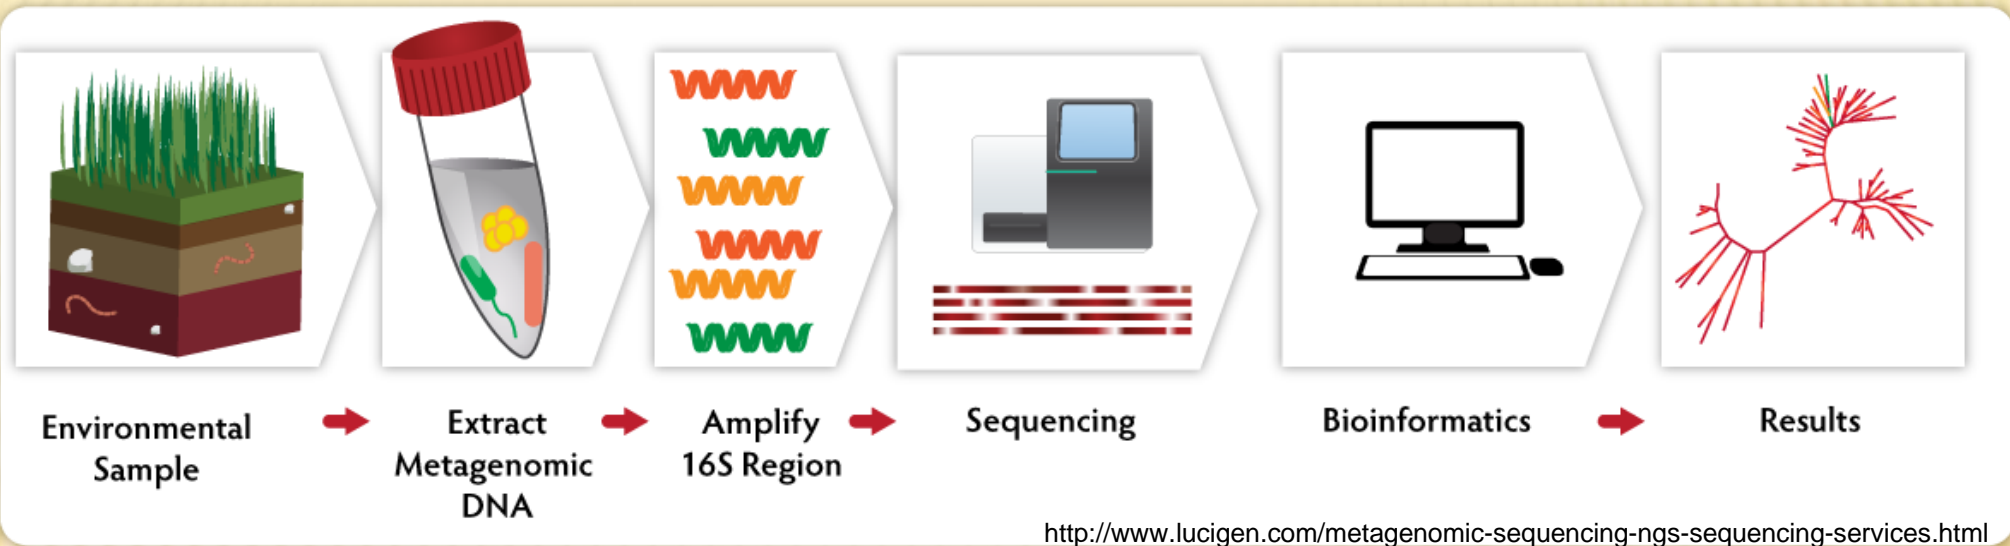 Environmental
Sample
Extract
Metagenomic
DNA
Amplify
16S Region
Sequencing
Bioinformatics
Results
http://www.lucigen.com/metagenomic-sequencing-ngs-sequencing-services.html